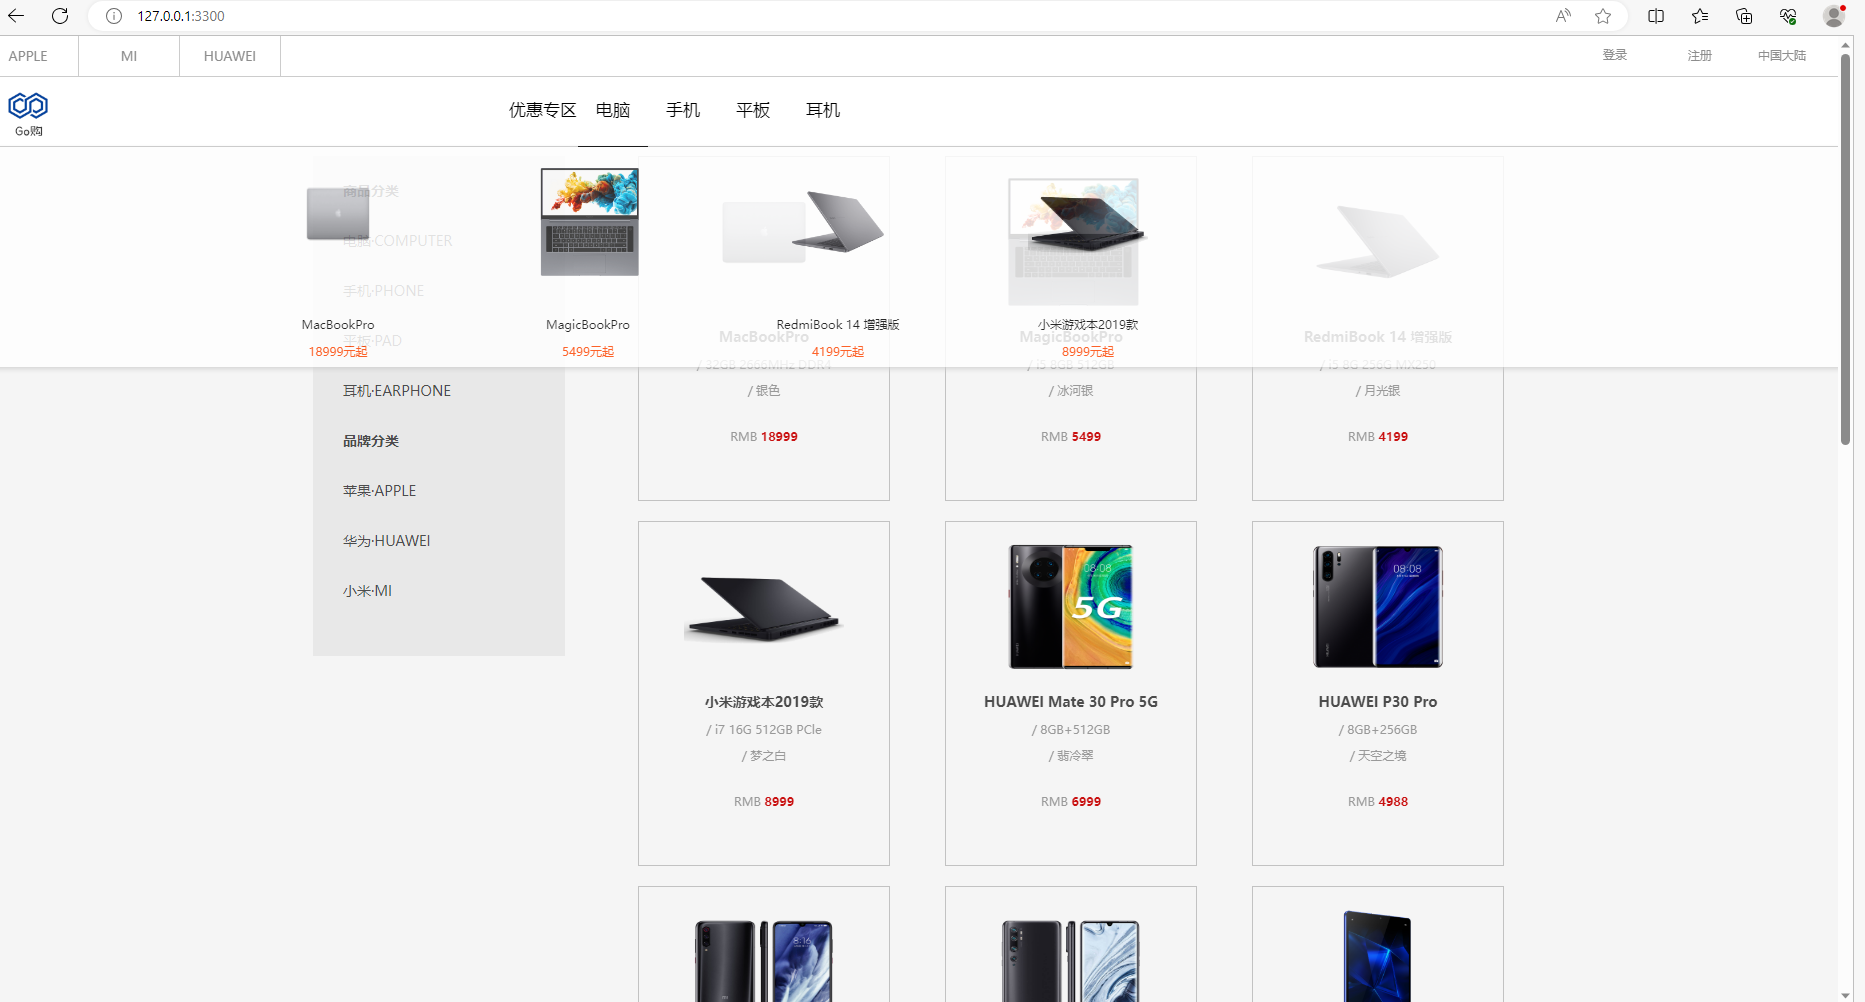 127.0.0.1:3300
APPLE
MI
HUAWEI
登录
注册
中国大陆
Go购
优惠专区
电脑
手机
平板
耳机
MacBookPro
18999元起
MagicBookPro
5499元起
RedmiBook 14 增强版
4199元起
小米游戏本2019款
8999元起
商品分类
电脑·COMPUTER
手机·PHONE
平板·PAD
耳机·EARPHONE
品牌分类
苹果·APPLE
华为·HUAWEI
小米·MI
MacBookPro
/ 32GB 2666MHz DDR4
/ 银色
RMB 18999
MagicBookPro
/ i5 8GB 512GB
/ 冰河银
RMB 5499
RedmiBook 14 增强版
/ i5 8G 256G MX250
/ 月光银
RMB 4199
小米游戏本2019款
/ i7 16G 512GB PCle
/ 梦之白
RMB 8999
08:08
5G
HUAWEI Mate 30 Pro 5G
/ 8GB+512GB
/ 翡冷翠
RMB 6999
08:08
HUAWEI P30 Pro
/ 8GB+256GB
/ 天空之境
RMB 4988
8:16